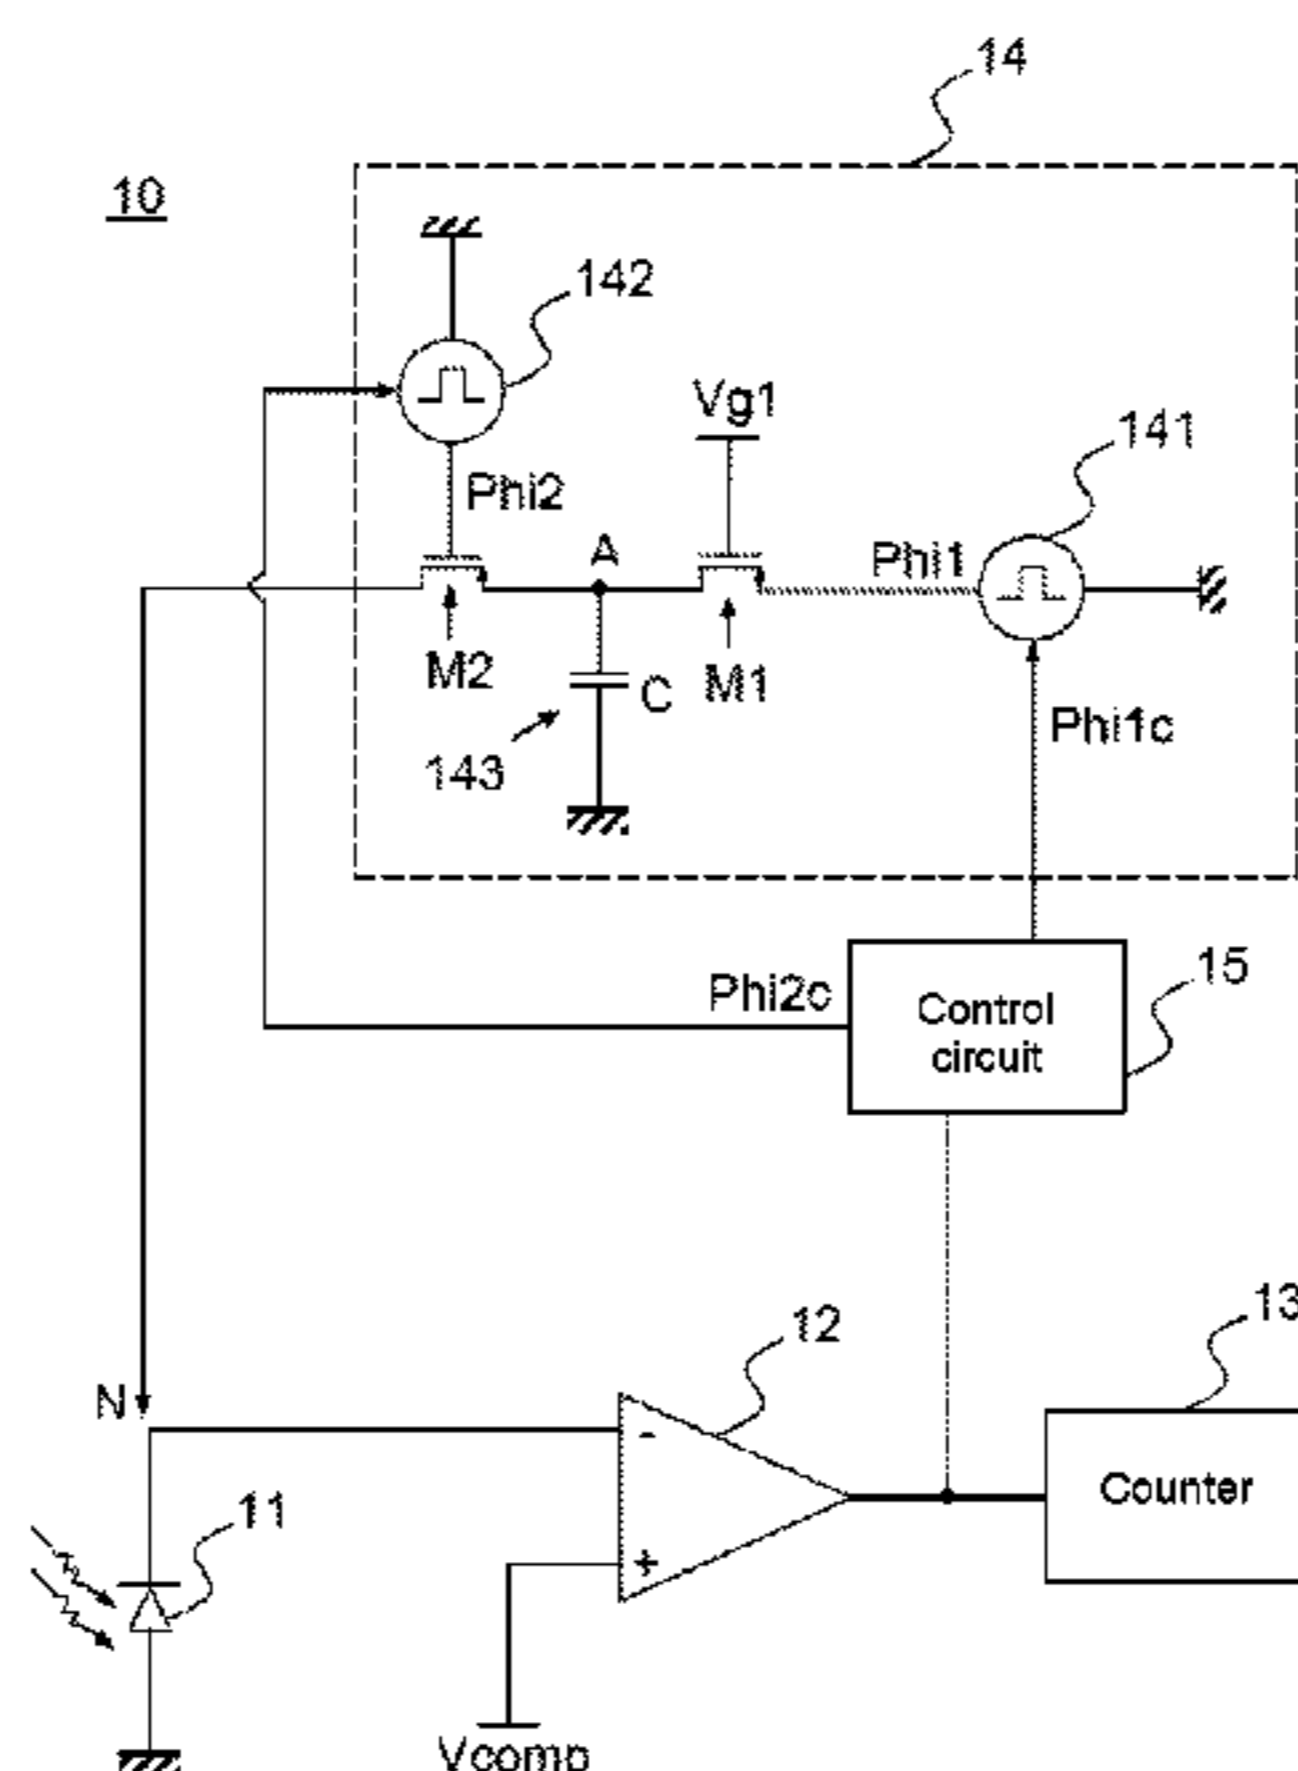 14
10
142
Vg1
141
Phi2
A
Phi1
M2
C
M1
Phi1c
143
Phi2c
Control
circuit
15
13
12
N
-
Counter
11
+
Vcomp